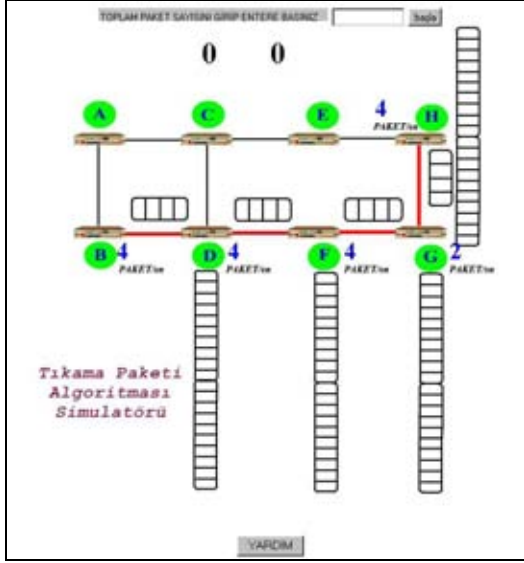 TOPLAM PAKET SAYISINI GIRIP ENTERE BASINIZ başla
0 0
A C E 4 H
PAKET/sn
B 4 D 4 F 4 G 2
PAKET/sn PAKET/sn PAKET/sn PAKET/sn
Tıkama Paketi
Algoritması
Simulatörü
YARDIM